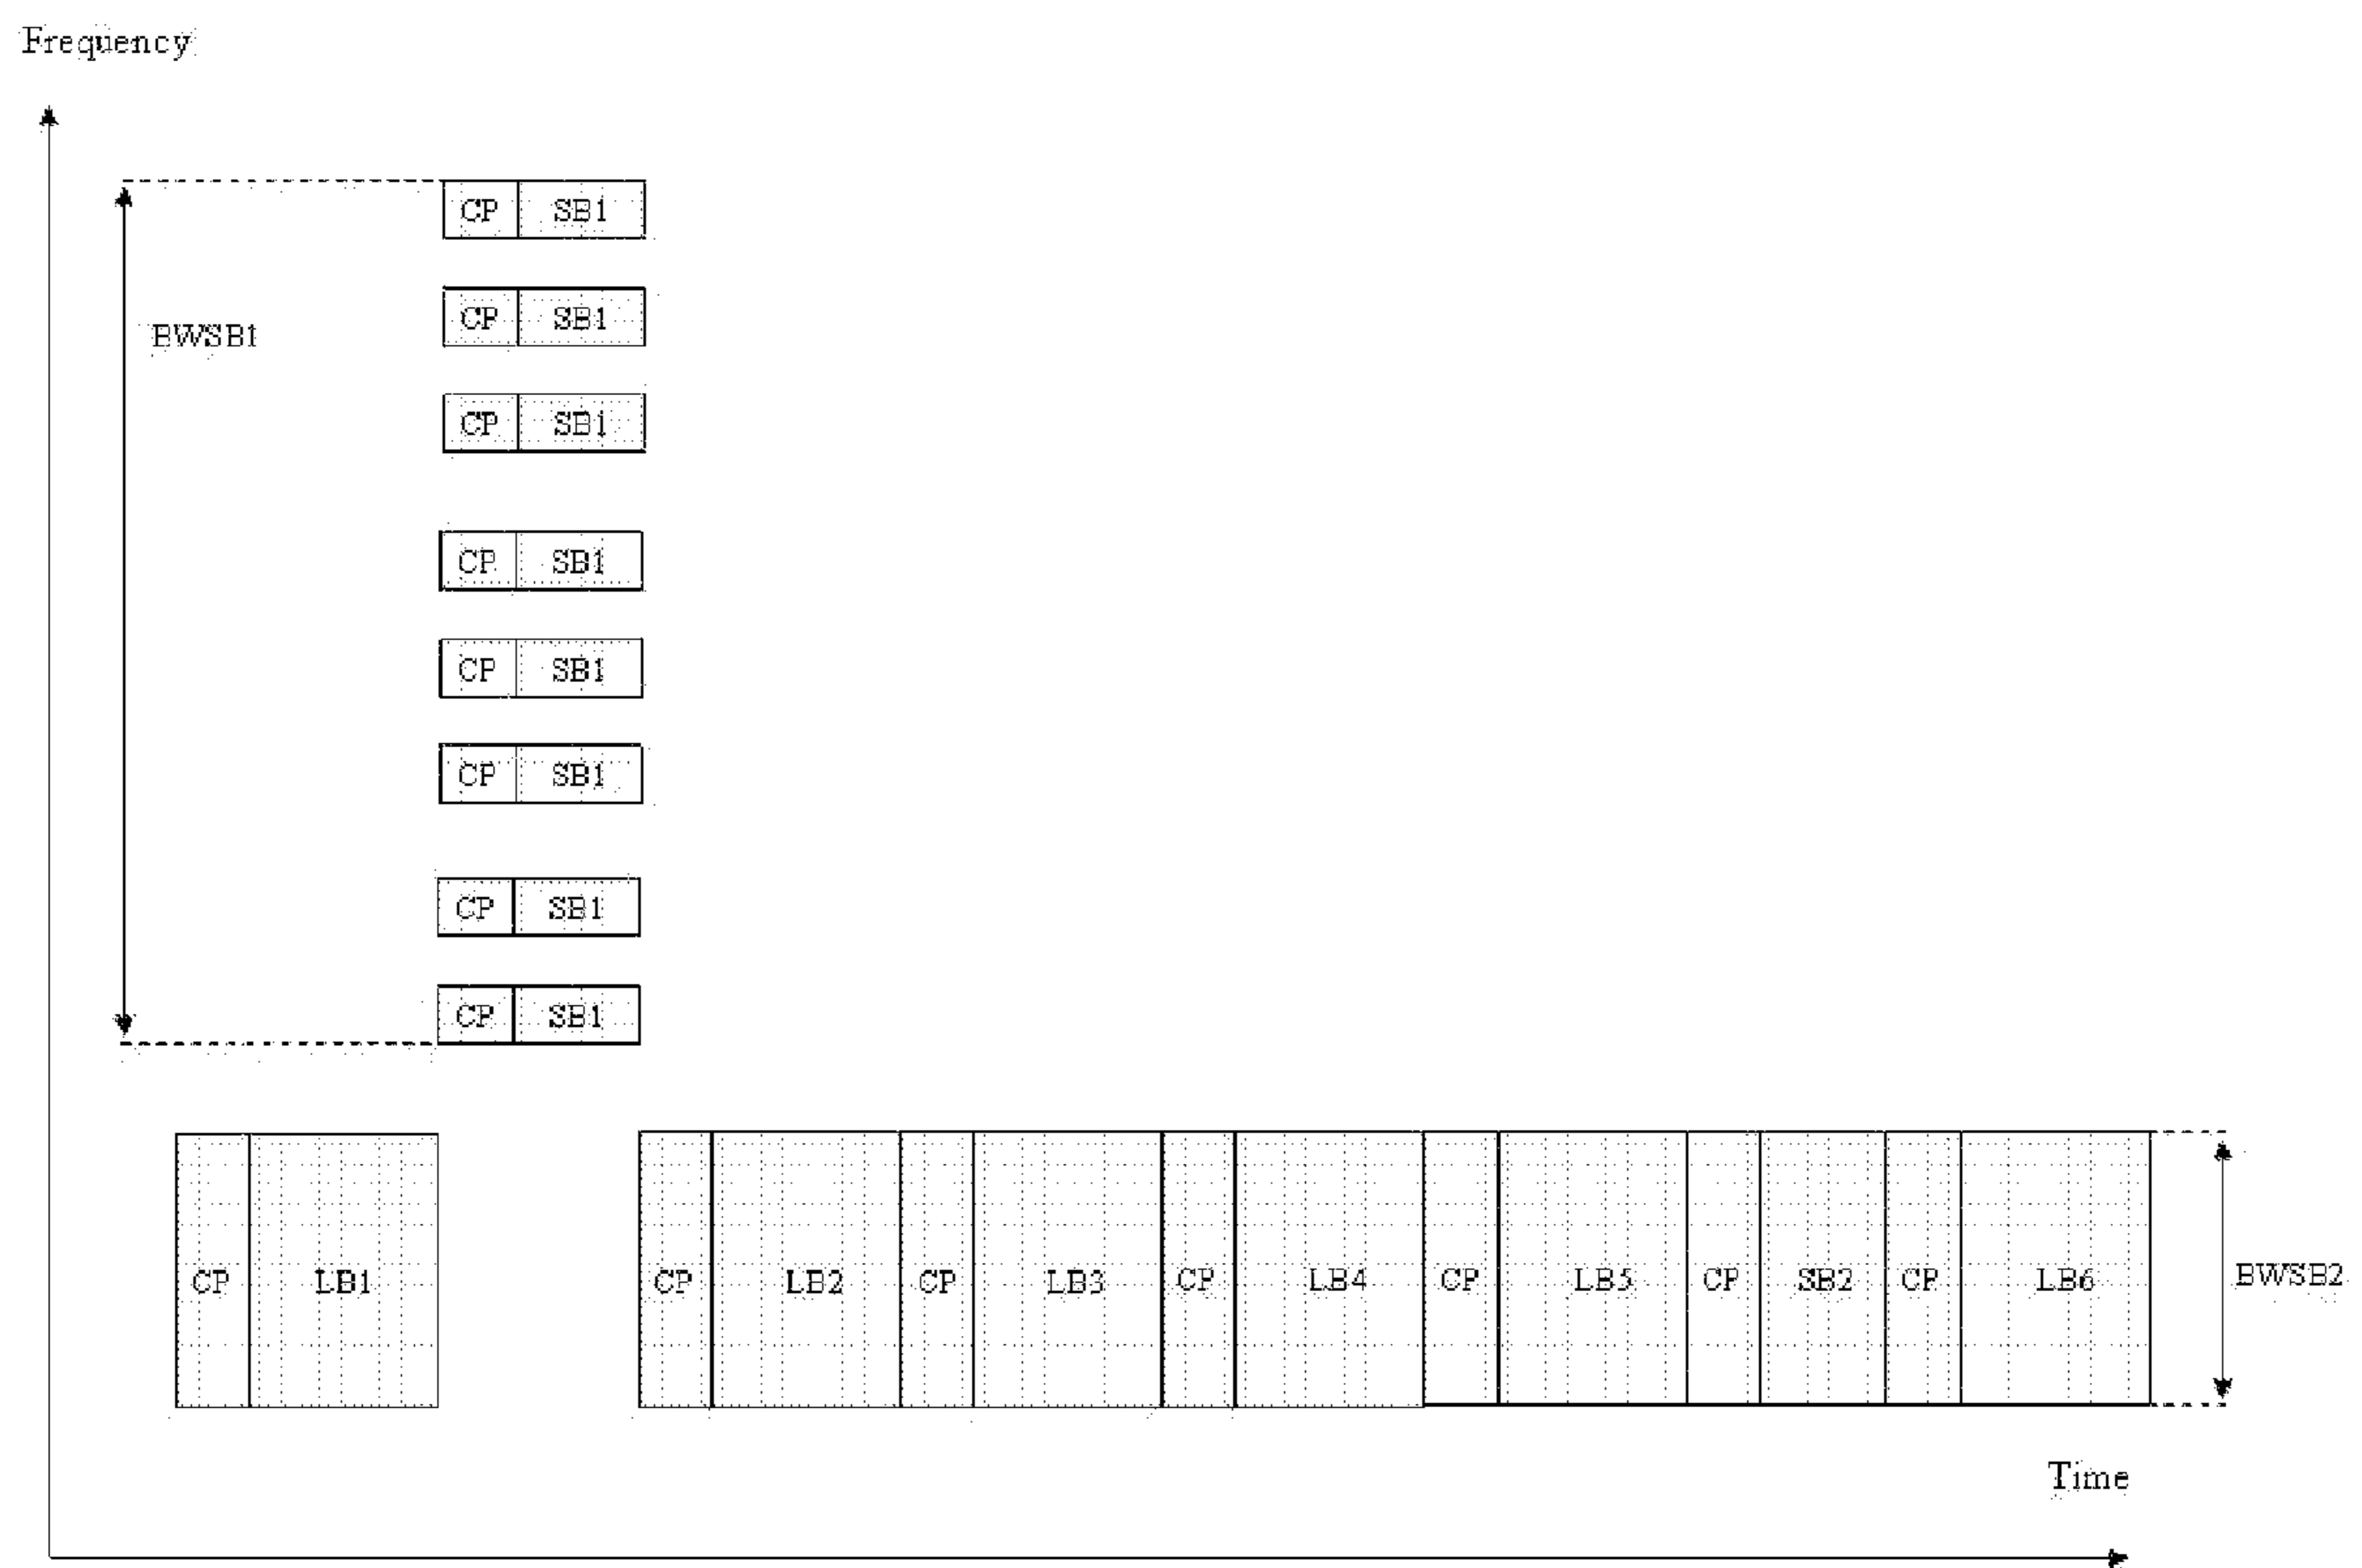 Frequency
CP SB1
CP SB1
BWSB1
CP SB1
CP SB1
CP SB1
CP SB1
CP SB1
CP SB1
CP LB1 CP LB2 CP LB3 CP LB4 CP LB5 CP SB2 CP LB6
BWSB2
Time